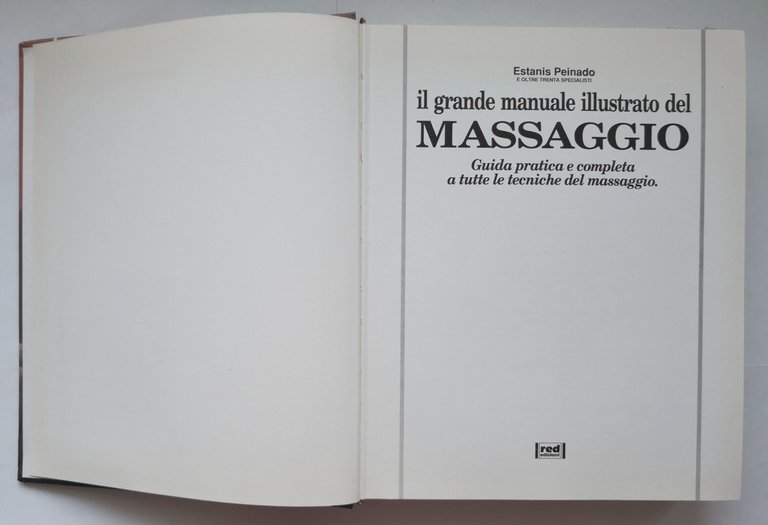 Estanis Peinado
E OLTRE TRENTA SPECIALISTI
il grande manuale illustrato del
MASSAGGIO
Guida pratica e completa
a tutte le tecniche del massaggio.
red
edizioni